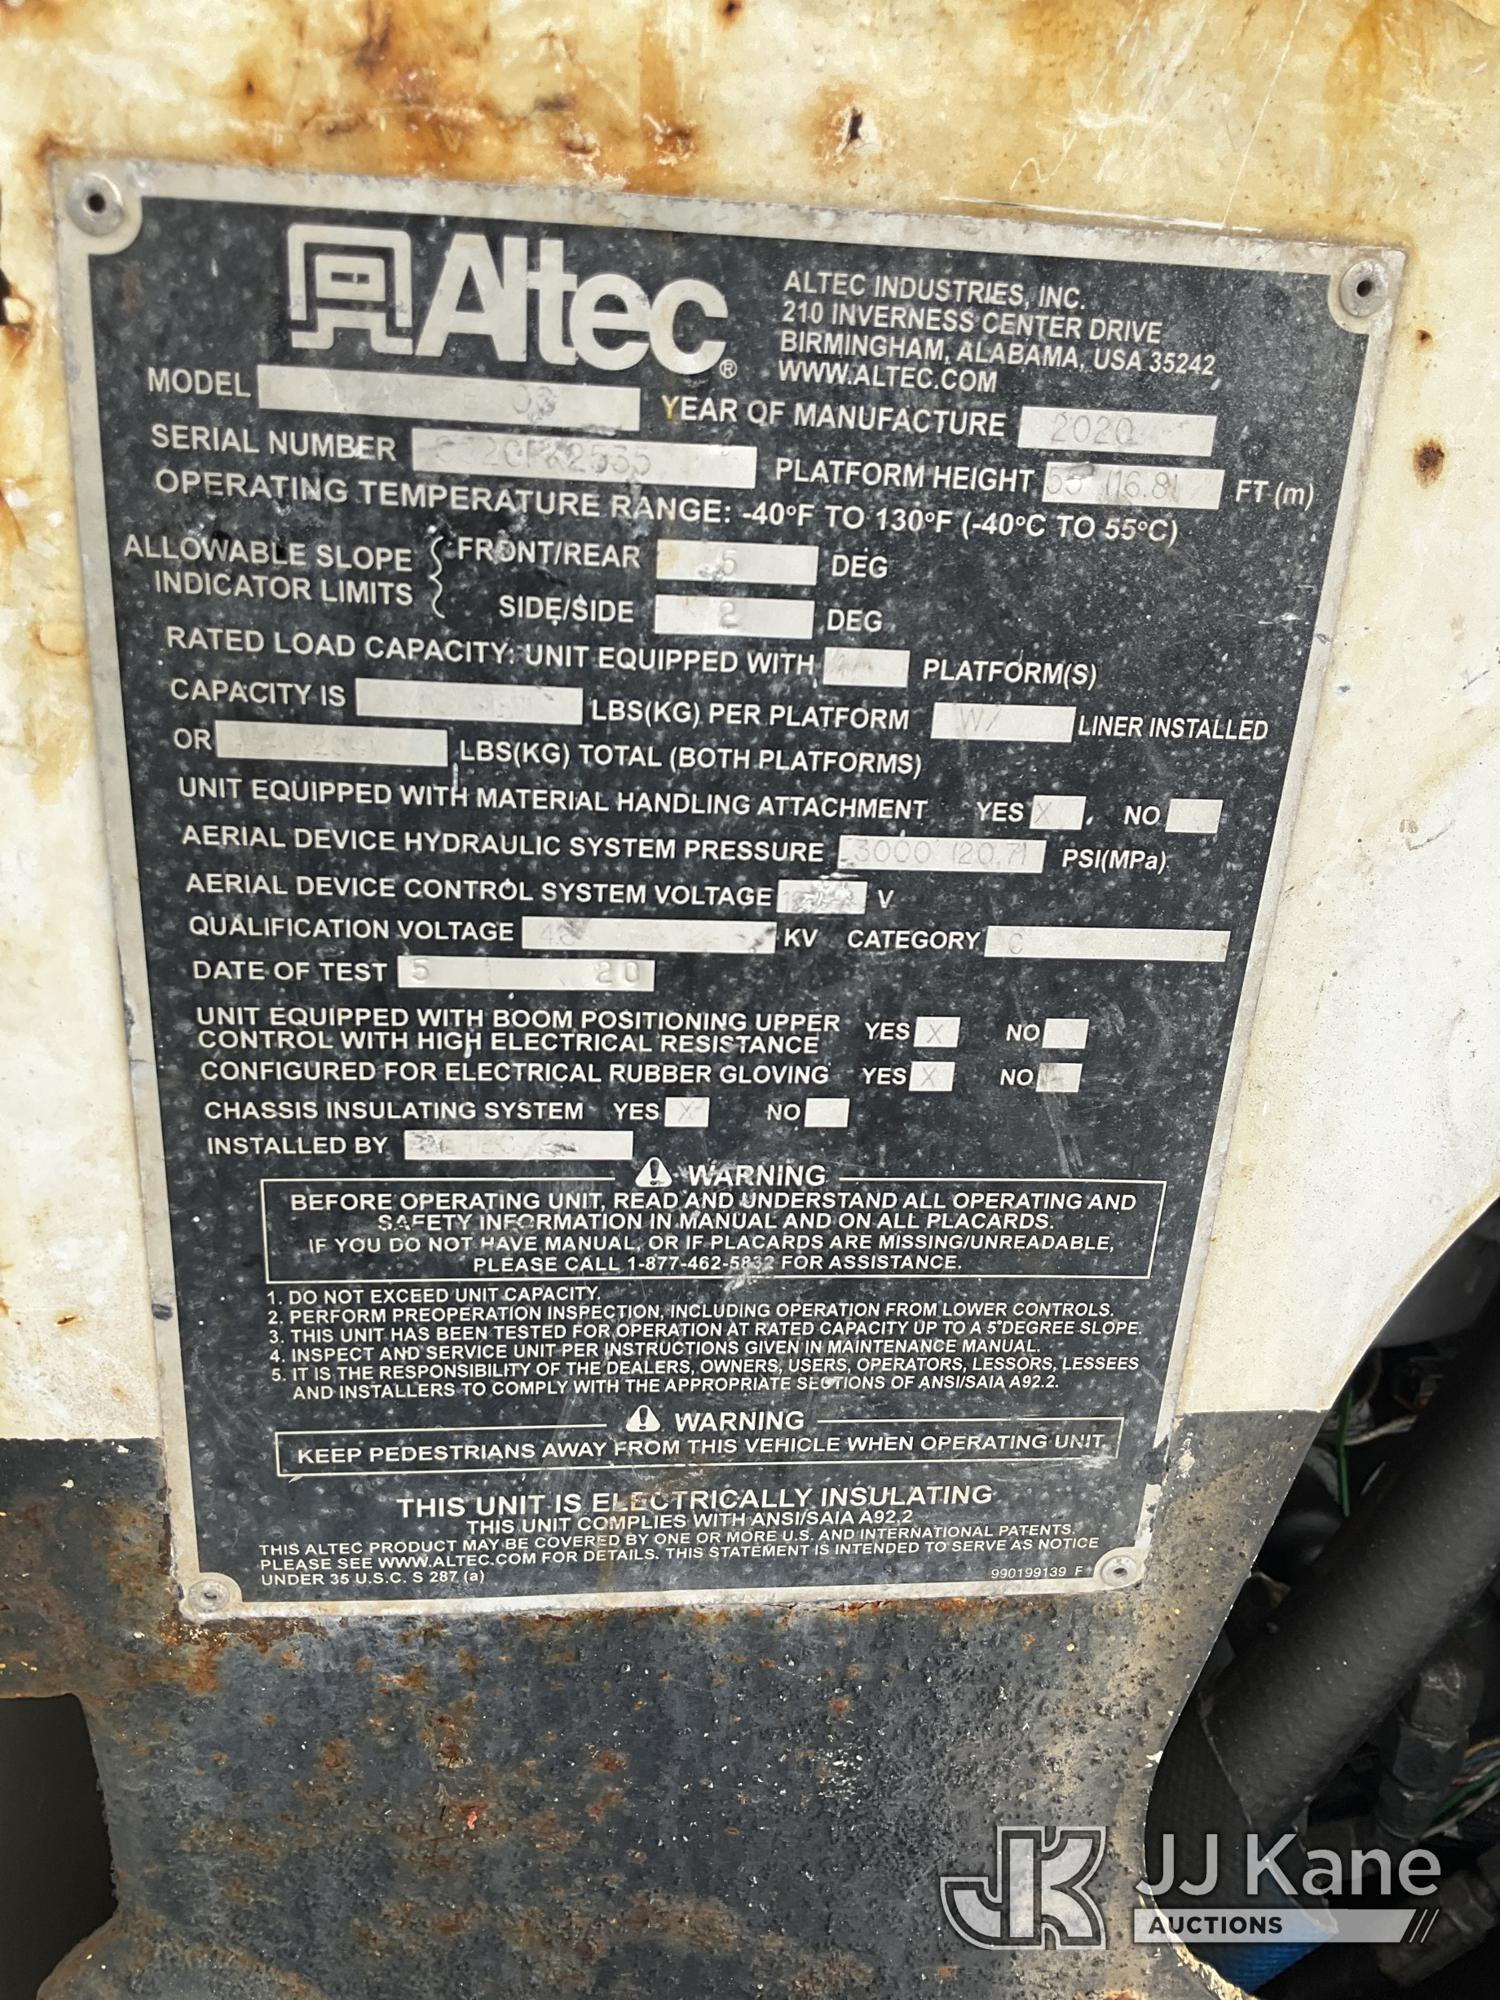 Altec®
ALTEC INDUSTRIES, INC.
210 INVERNESS CENTER DRIVE
BIRMINGHAM, ALABAMA, USA 35242
WWW.ALTEC.COM
MODEL YEAR OF MANUFACTURE 2020
SERIAL NUMBER PLATFORM HEIGHT 55 (16.8) FT (m)
OPERATING TEMPERATURE RANGE: -40°F TO 130°F (-40°C TO 55°C)
ALLOWABLE SLOPE INDICATOR LIMITS { FRONT/REAR 5 DEG
SIDE/SIDE 2 DEG
RATED LOAD CAPACITY: UNIT EQUIPPED WITH PLATFORM(S)
CAPACITY IS LBS(KG) PER PLATFORM W/ LINER INSTALLED
OR LBS(KG) TOTAL (BOTH PLATFORMS)
UNIT EQUIPPED WITH MATERIAL HANDLING ATTACHMENT YES X NO
AERIAL DEVICE HYDRAULIC SYSTEM PRESSURE 3000 (20.7) PSI(MPa)
AERIAL DEVICE CONTROL SYSTEM VOLTAGE V
QUALIFICATION VOLTAGE 46 KV CATEGORY C
DATE OF TEST 5 20
UNIT EQUIPPED WITH BOOM POSITIONING UPPER
CONTROL WITH HIGH ELECTRICAL RESISTANCE YES X NO
CONFIGURED FOR ELECTRICAL RUBBER GLOVING YES X NO
CHASSIS INSULATING SYSTEM YES X NO
INSTALLED BY
WARNING
BEFORE OPERATING UNIT, READ AND UNDERSTAND ALL OPERATING AND
SAFETY INFORMATION IN MANUAL AND ON ALL PLACARDS.
IF YOU DO NOT HAVE MANUAL, OR IF PLACARDS ARE MISSING/UNREADABLE,
PLEASE CALL 1-877-462-5832 FOR ASSISTANCE.
1. DO NOT EXCEED UNIT CAPACITY.
2. PERFORM PREOPERATION INSPECTION, INCLUDING OPERATION FROM LOWER CONTROLS.
3. THIS UNIT HAS BEEN TESTED FOR OPERATION AT RATED CAPACITY UP TO A 5°DEGREE SLOPE.
4. INSPECT AND SERVICE UNIT PER INSTRUCTIONS GIVEN IN MAINTENANCE MANUAL.
5. IT IS THE RESPONSIBILITY OF THE DEALERS, OWNERS, USERS, OPERATORS, LESSORS, LESSEES
AND INSTALLERS TO COMPLY WITH THE APPROPRIATE SECTIONS OF ANSI/SAIA A92.2.
WARNING
KEEP PEDESTRIANS AWAY FROM THIS VEHICLE WHEN OPERATING UNIT.
THIS UNIT IS ELECTRICALLY INSULATING
THIS UNIT COMPLIES WITH ANSI/SAIA A92.2
THIS ALTEC PRODUCT MAY BE COVERED BY ONE OR MORE U.S. AND INTERNATIONAL PATENTS.
PLEASE SEE WWW.ALTEC.COM FOR DETAILS. THIS STATEMENT IS INTENDED TO SERVE AS NOTICE
UNDER 35 U.S.C. S 287 (a)
990199139 F
JK JJ Kane
AUCTIONS